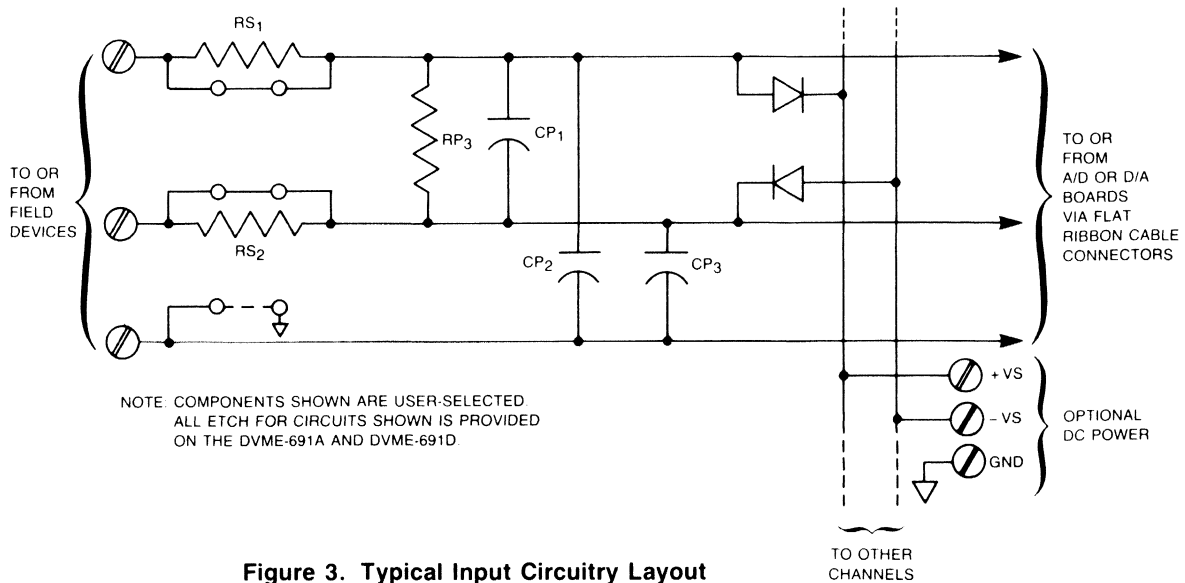 RS1
RP3
CP1
TO OR
FROM
FIELD
DEVICES
TO OR
FROM
A/D OR D/A
BOARDS
VIA FLAT
RIBBON CABLE
CONNECTORS
RS2
CP2
CP3
NOTE: COMPONENTS SHOWN ARE USER-SELECTED.
ALL ETCH FOR CIRCUITS SHOWN IS PROVIDED
ON THE DVME-691A AND DVME-691D.
+VS
-VS
GND
OPTIONAL
DC POWER
TO OTHER
CHANNELS
Figure 3. Typical Input Circuitry Layout